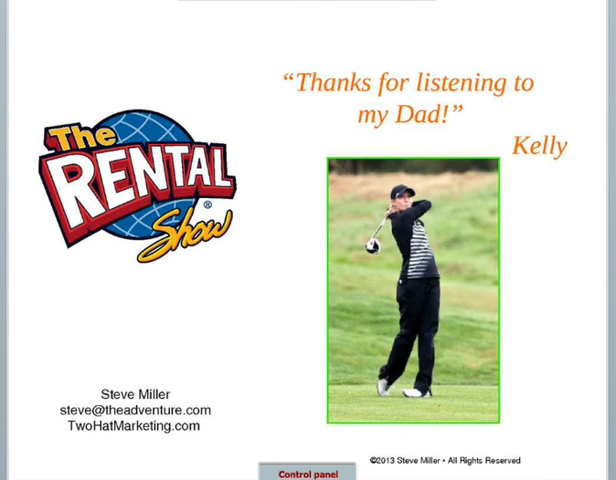 “Thanks for listening to
my Dad!”
Kelly
The
RENTAL
®
Show
Steve Miller
steve@theadventure.com
TwoHatMarketing.com
©2013 Steve Miller • All Rights Reserved
Control panel